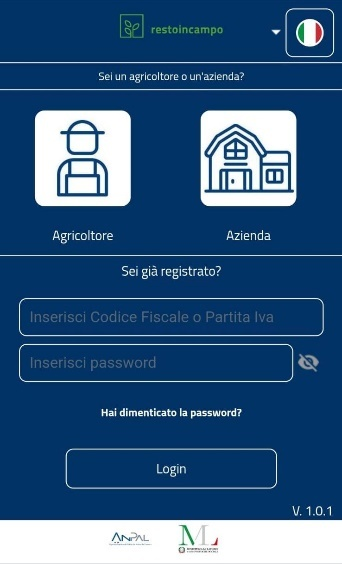 restoincampo
Sei un agricoltore o un'azienda?
Agricoltore
Azienda
Sei già registrato?
Inserisci Codice Fiscale o Partita Iva
Inserisci password
Hai dimenticato la password?
Login
V. 1.0.1
ANPAL
ML